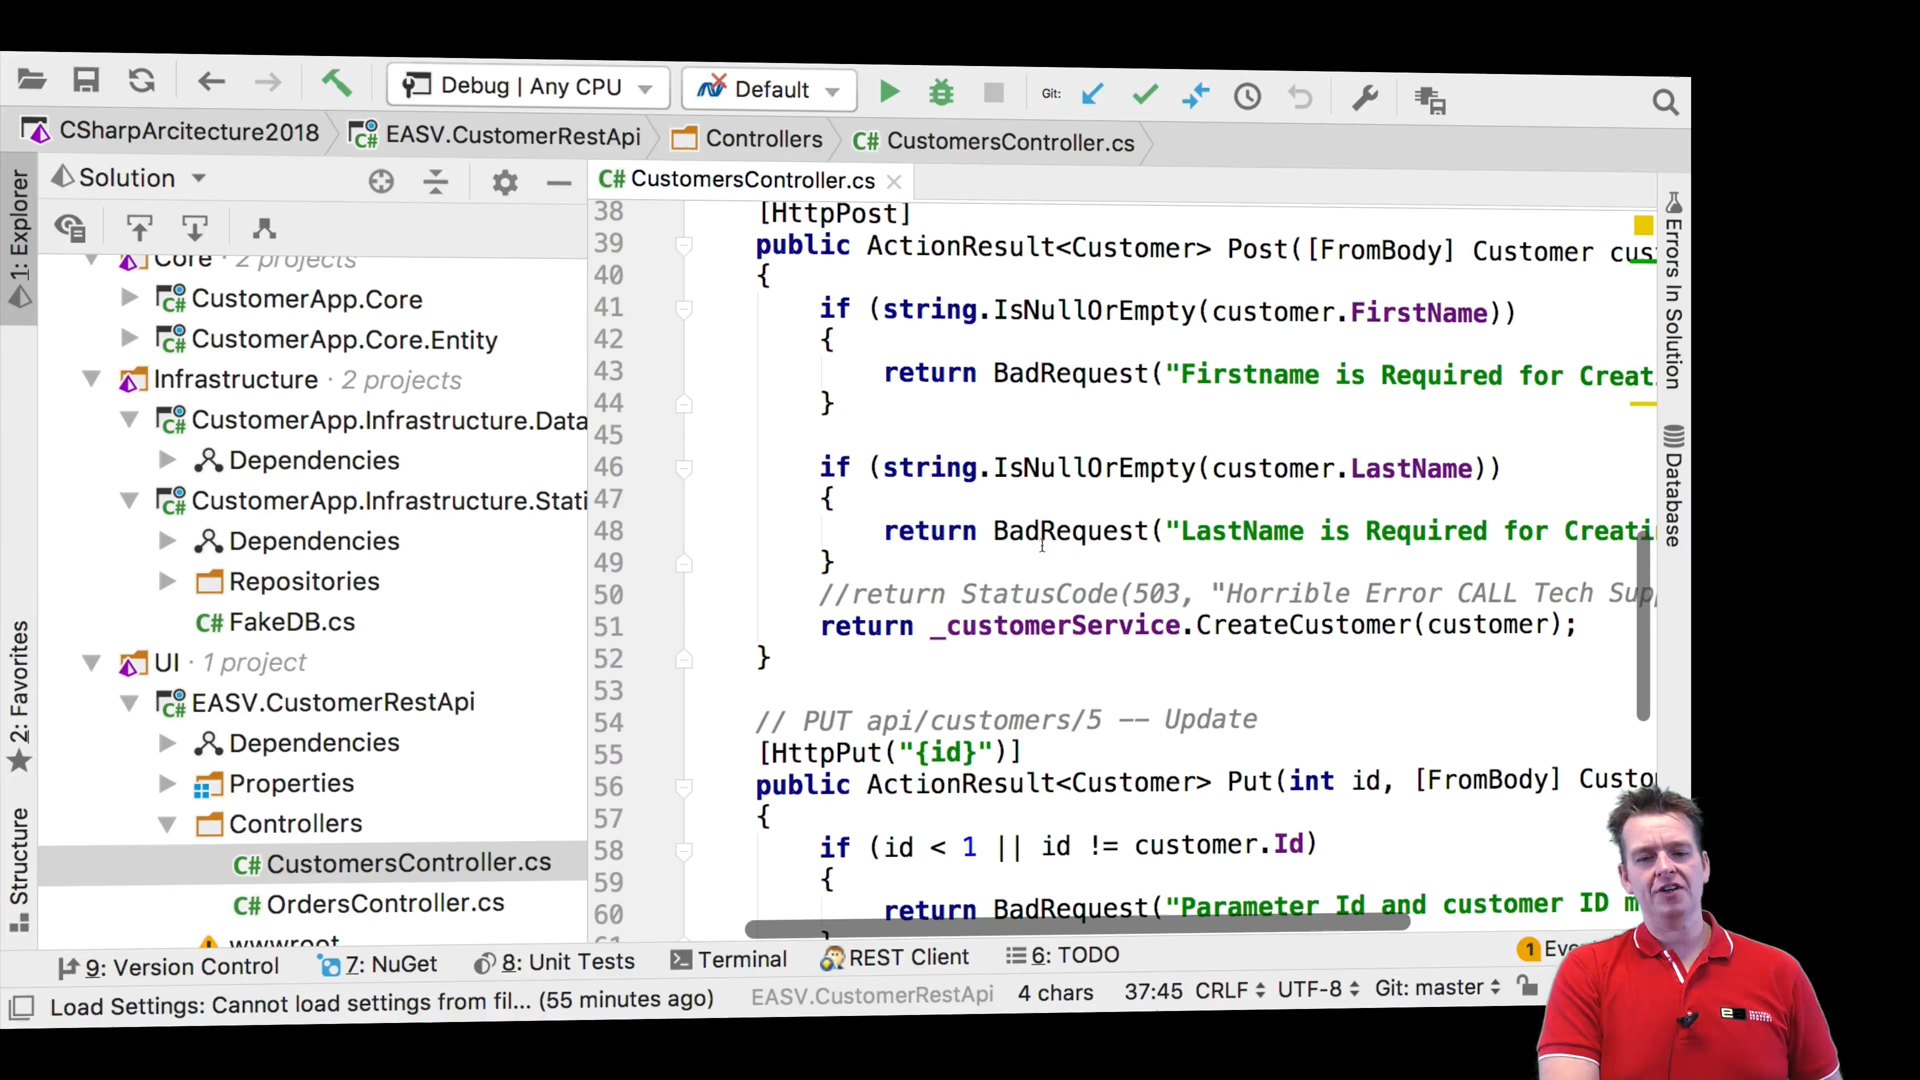 Debug | Any CPU
Default
Git:
CSharpArcitecture2018
EASV.CustomerRestApi
Controllers
C# CustomersController.cs
1: Explorer
2: Favorites
Structure
Solution
Core · 2 projects
CustomerApp.Core
CustomerApp.Core.Entity
Infrastructure · 2 projects
CustomerApp.Infrastructure.Data
Dependencies
CustomerApp.Infrastructure.Stati
Dependencies
Repositories
C# FakeDB.cs
UI · 1 project
EASV.CustomerRestApi
Dependencies
Properties
Controllers
C# CustomersController.cs
C# OrdersController.cs
wwwroot
C# CustomersController.cs
38 [HttpPost]
39 public ActionResult<Customer> Post([FromBody] Customer cus
40 {
41 if (string.IsNullOrEmpty(customer.FirstName))
42 {
43 return BadRequest("Firstname is Required for Creat
44 }
45
46 if (string.IsNullOrEmpty(customer.LastName))
47 {
48 return BadRequest("LastName is Required for Creati
49 }
50 //return StatusCode(503, "Horrible Error CALL Tech Sup
51 return _customerService.CreateCustomer(customer);
52 }
53
54 // PUT api/customers/5 -- Update
55 [HttpPut("{id}")]
56 public ActionResult<Customer> Put(int id, [FromBody] Custo
57 {
58 if (id < 1 || id != customer.Id)
59 {
60 return BadRequest("Parameter Id and customer ID m
61 }
Errors In Solution
Database
9: Version Control
7: NuGet
8: Unit Tests
Terminal
REST Client
6: TODO
1 Eve
Load Settings: Cannot load settings from fil... (55 minutes ago)
EASV.CustomerRestApi
4 chars
37:45
CRLF
UTF-8
Git: master